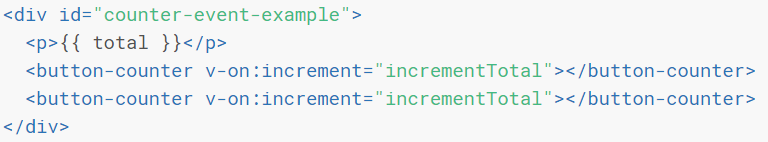 <div id="counter-event-example">
  <p>{{ total }}</p>
  <button-counter v-on:increment="incrementTotal"></button-counter>
  <button-counter v-on:increment="incrementTotal"></button-counter>
</div>